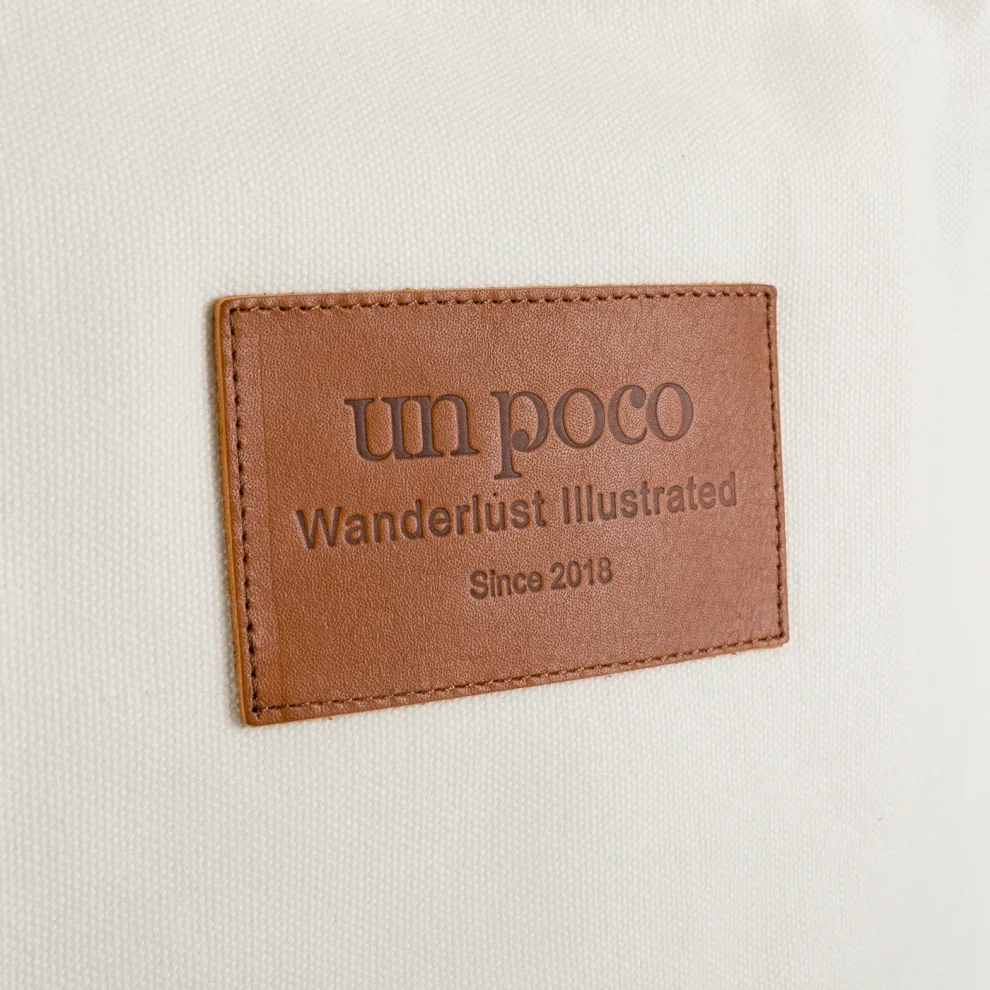 un poco
Wanderlust Illustrated
Since 2018